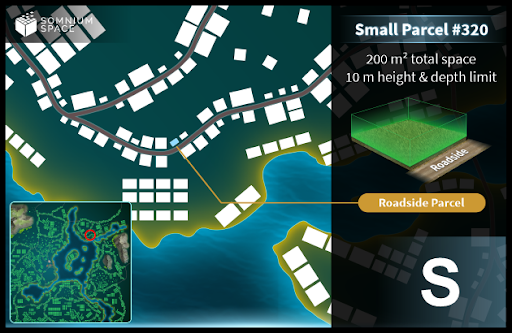 SOMNIUM
SPACE
Small Parcel #320
200 m² total space
10 m height & depth limit
Roadside
Roadside Parcel
S